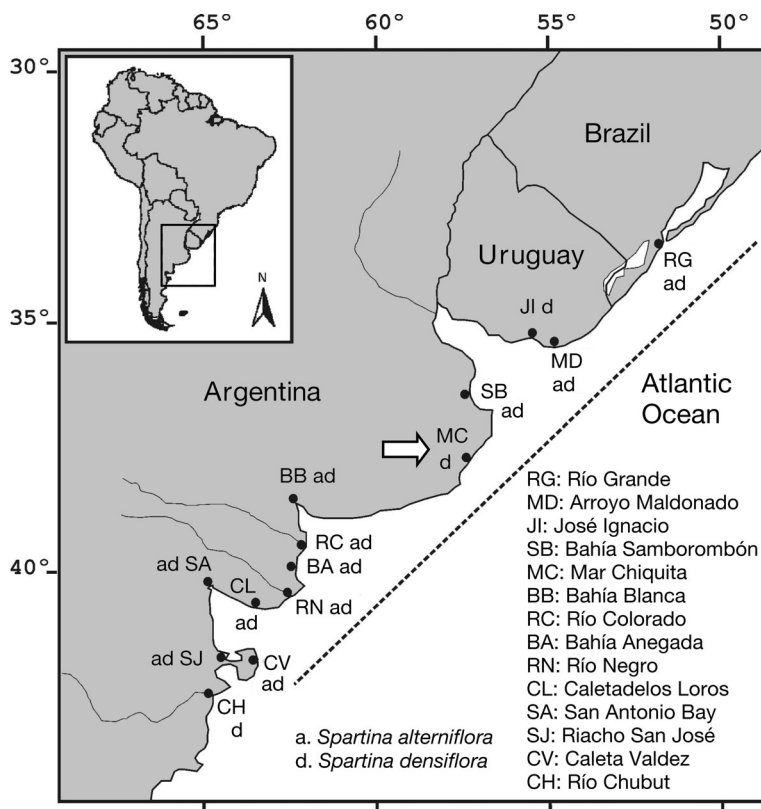 65° 60° 55° 50°
30°
N
Brazil
Uruguay
RG
ad
JI d
35°
MD
ad
Argentina
SB
ad
Atlantic
Ocean
MC
d
BB ad
RC ad
BA ad
ad SA
40°
CL
ad
RN ad
ad SJ
CV
ad
CH
d
RG: Río Grande
MD: Arroyo Maldonado
JI: José Ignacio
SB: Bahía Samborombón
MC: Mar Chiquita
BB: Bahía Blanca
RC: Río Colorado
BA: Bahía Anegada
RN: Río Negro
CL: Caletadelos Loros
SA: San Antonio Bay
SJ: Riacho San José
CV: Caleta Valdez
CH: Río Chubut
a. Spartina alterniflora
d. Spartina densiflora
65° 60° 55° 50°